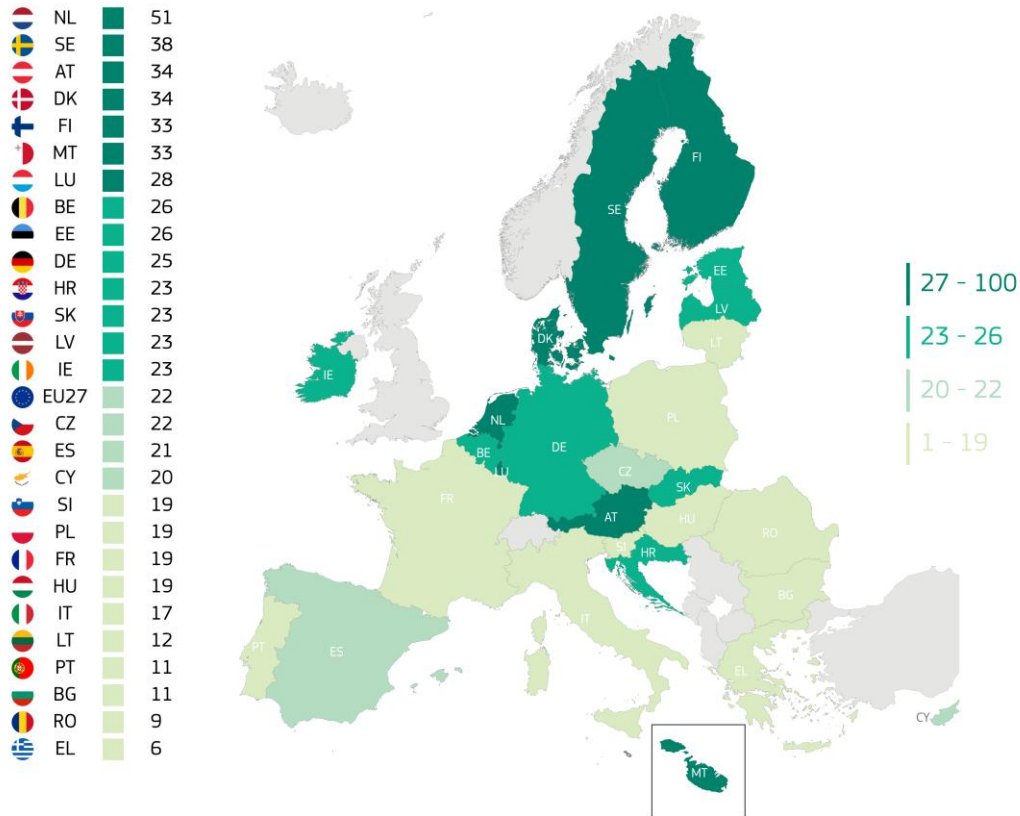 NL 51
SE 38
AT 34
DK 34
FI 33
MT 33
LU 28
BE 26
EE 26
DE 25
HR 23
SK 23
LV 23
IE 23
EU27 22
CZ 22
ES 21
CY 20
SI 19
PL 19
FR 19
HU 19
IT 17
LT 12
PT 11
BG 11
RO 9
EL 6
FI
SE
EE
LV
LT
DK
IE
NL
PL
BE
DE
LU
CZ
SK
FR
AT
HU
RO
SI
HR
BG
IT
PT
ES
EL
CY
MT
27 - 100
23 - 26
20 - 22
1 - 19